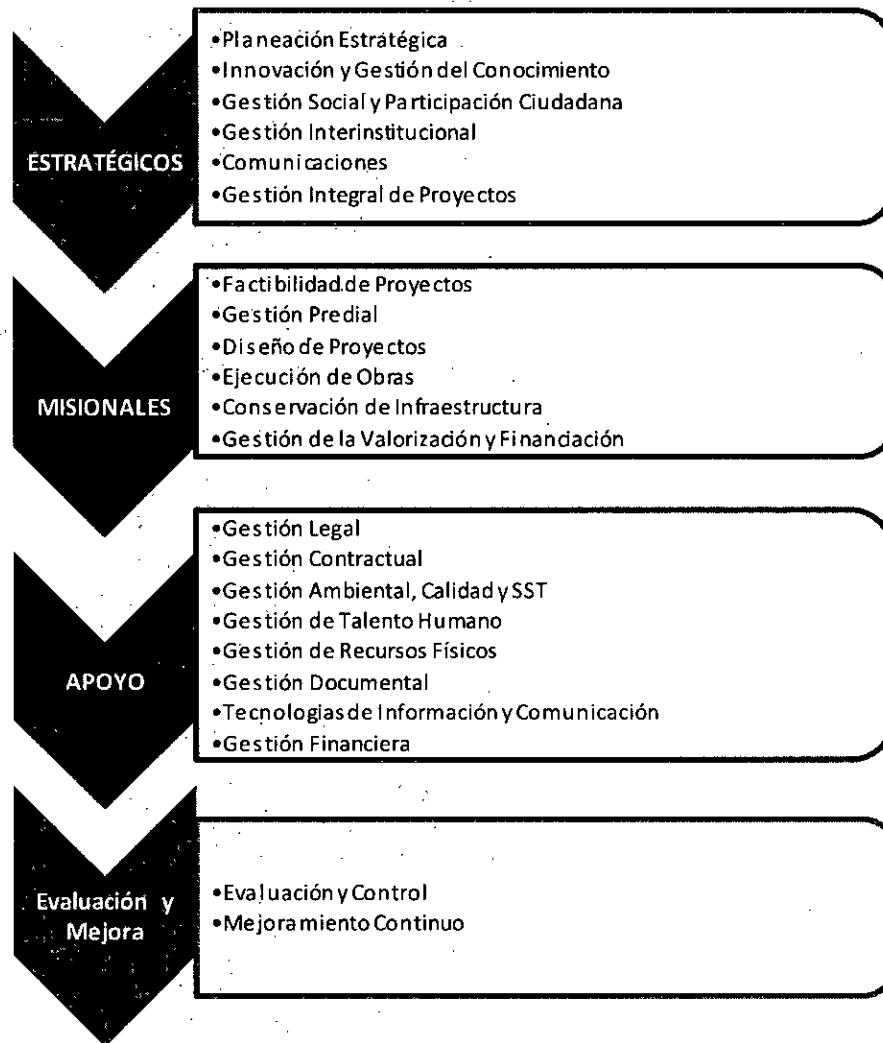 ESTRATÉGICOS
•Planeación Estratégica
•Innovación y Gestión del Conocimiento
•Gestión Social y Participación Ciudadana
•Gestión Interinstitucional
•Comunicaciones
•Gestión Integral de Proyectos
MISIONALES
•Factibilidad de Proyectos
•Gestión Predial
•Diseño de Proyectos
•Ejecución de Obras
•Conservación de Infraestructura
•Gestión de la Valorización y Financiación
APOYO
•Gestión Legal
•Gestión Contractual
•Gestión Ambiental, Calidad y SST
•Gestión de Talento Humano
•Gestión de Recursos Físicos
•Gestión Documental
•Tecnologias de Información y Comunicación
•Gestión Financiera
Evaluación y
Mejora
•Evaluación y Control
•Mejoramiento Continuo